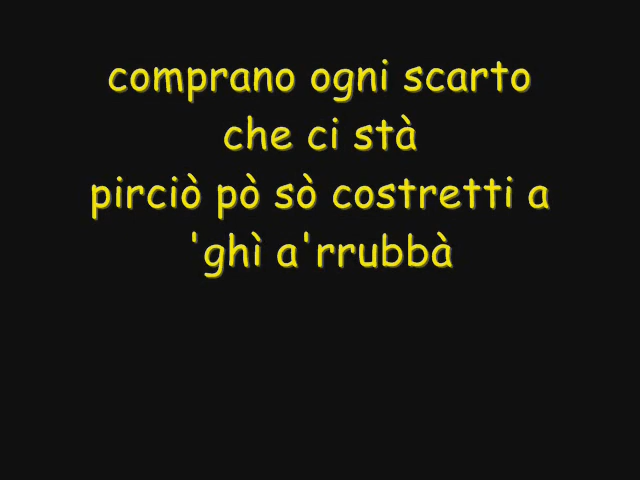 comprano ogni scarto
che ci stà
pirciò pò sò costretti a
'ghì a'rrubbà